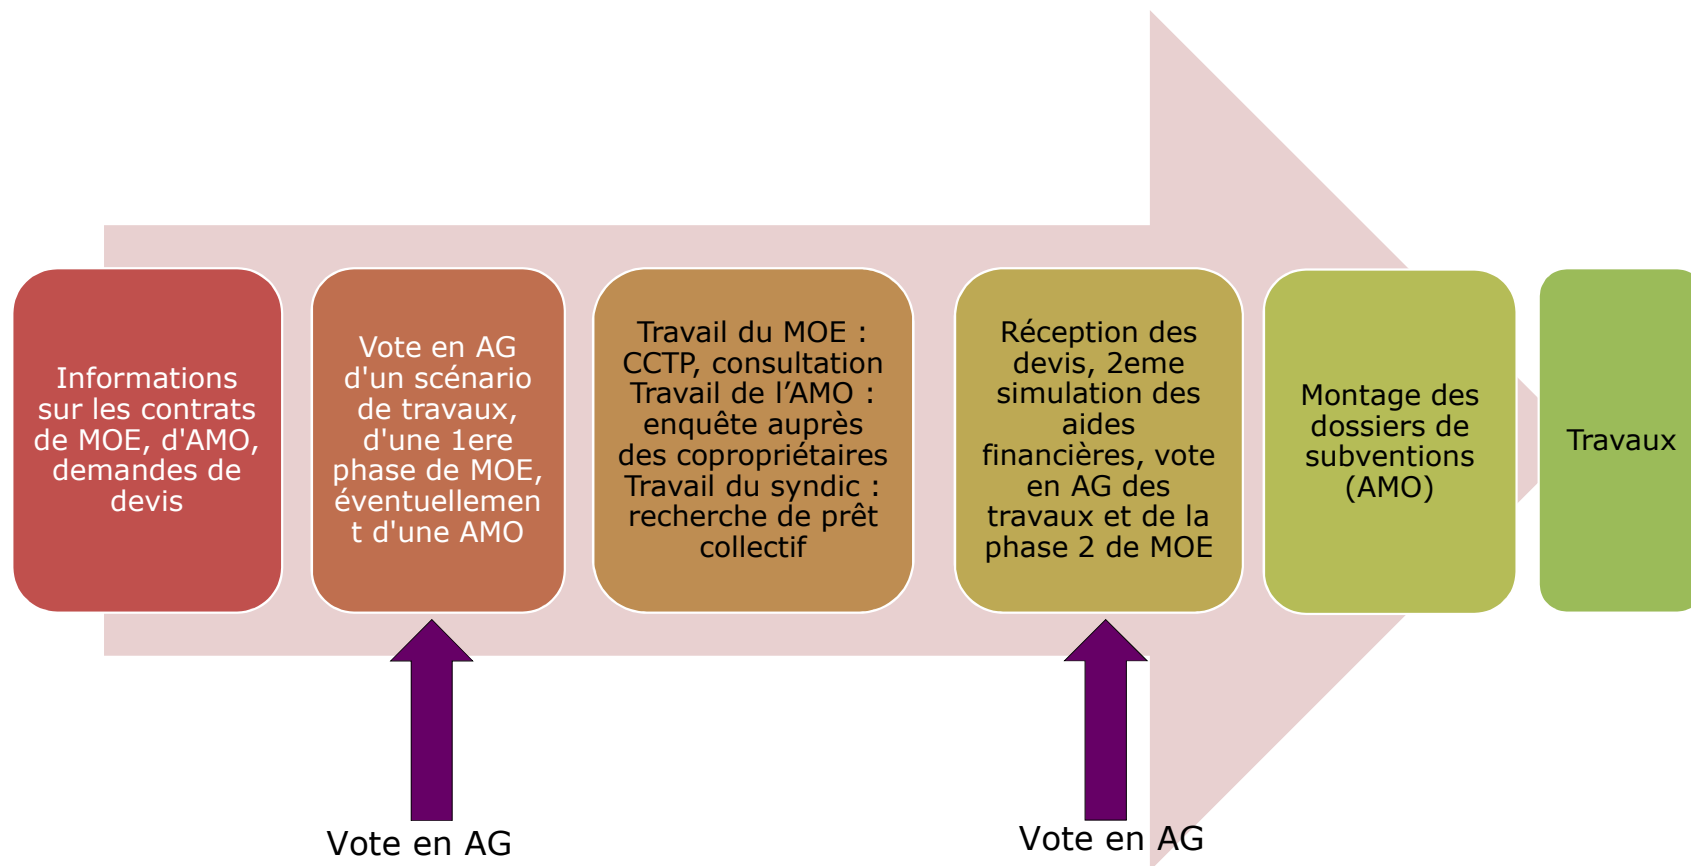 Informations
sur les contrats
de MOE, d'AMO,
demandes de
devis
Vote en AG
d'un scénario
de travaux,
d'une 1ere
phase de MOE,
éventuellemen
t d'une AMO
Travail du MOE :
CCTP, consultation
Travail de l’AMO :
enquête auprès
des copropriétaires
Travail du syndic :
recherche de prêt
collectif
Réception des
devis, 2eme
simulation des
aides
financières, vote
en AG des
travaux et de la
phase 2 de MOE
Montage des
dossiers de
subventions
(AMO)
Travaux
Vote en AG
Vote en AG